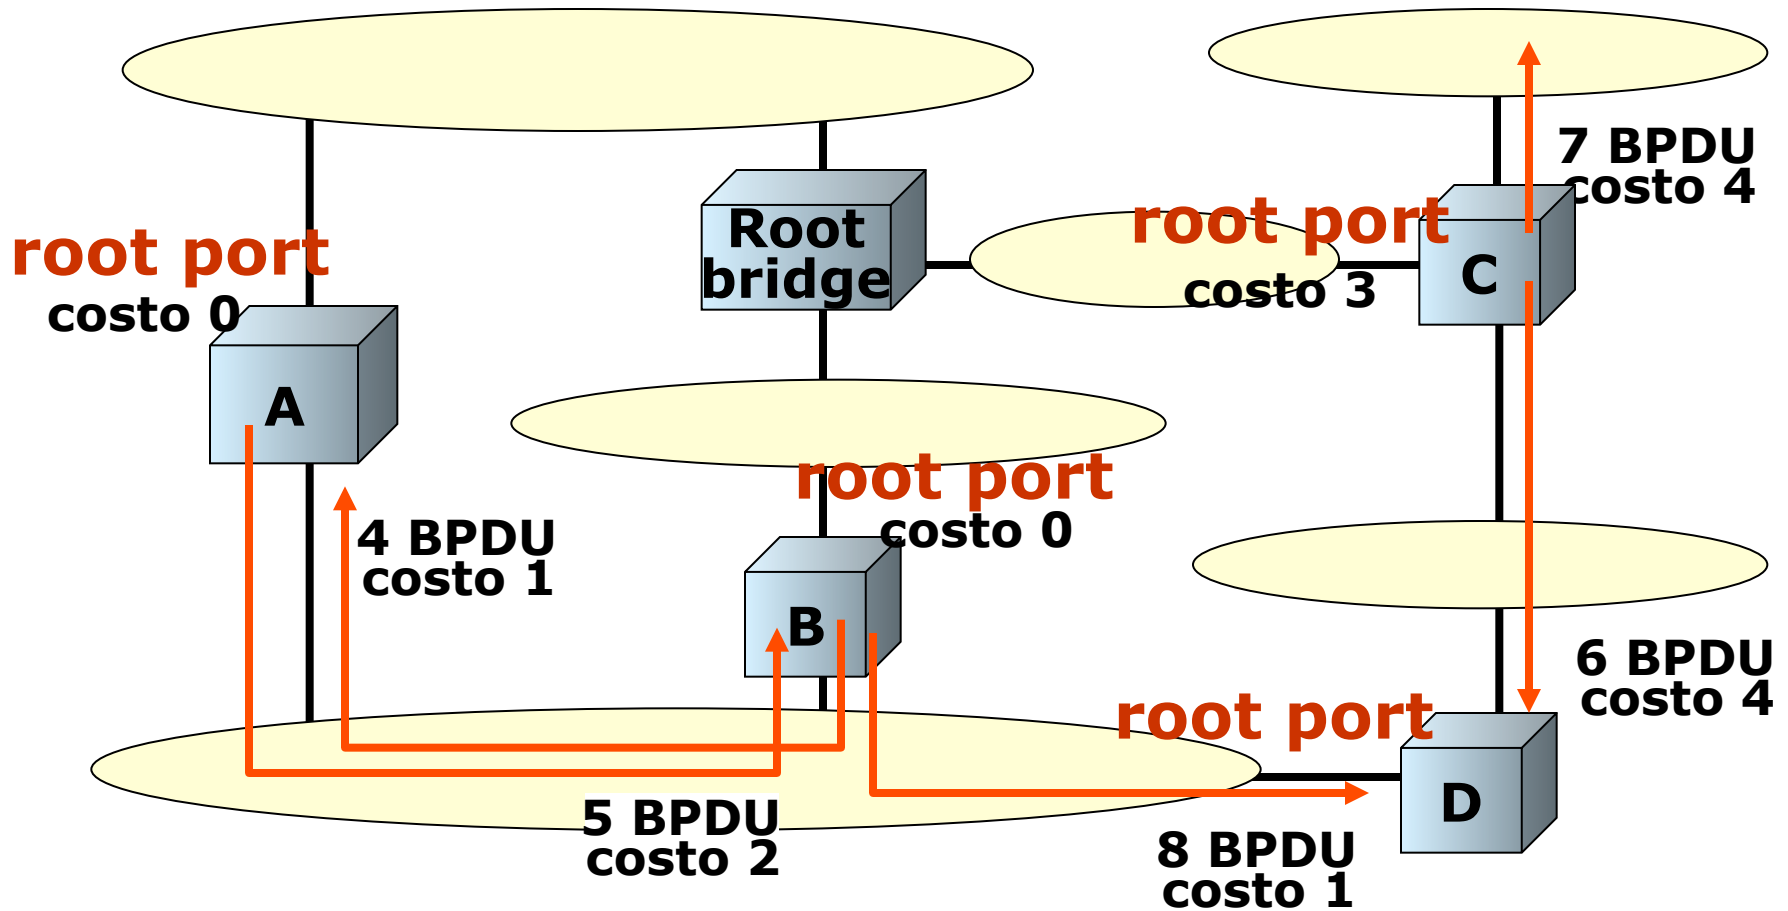 7 BPDU
costo 4
root port
costo 3
Root
bridge
C
root port
costo 0
A
root port
costo 0
4 BPDU
costo 1
B
6 BPDU
costo 4
root port
D
5 BPDU
costo 2
8 BPDU
costo 1